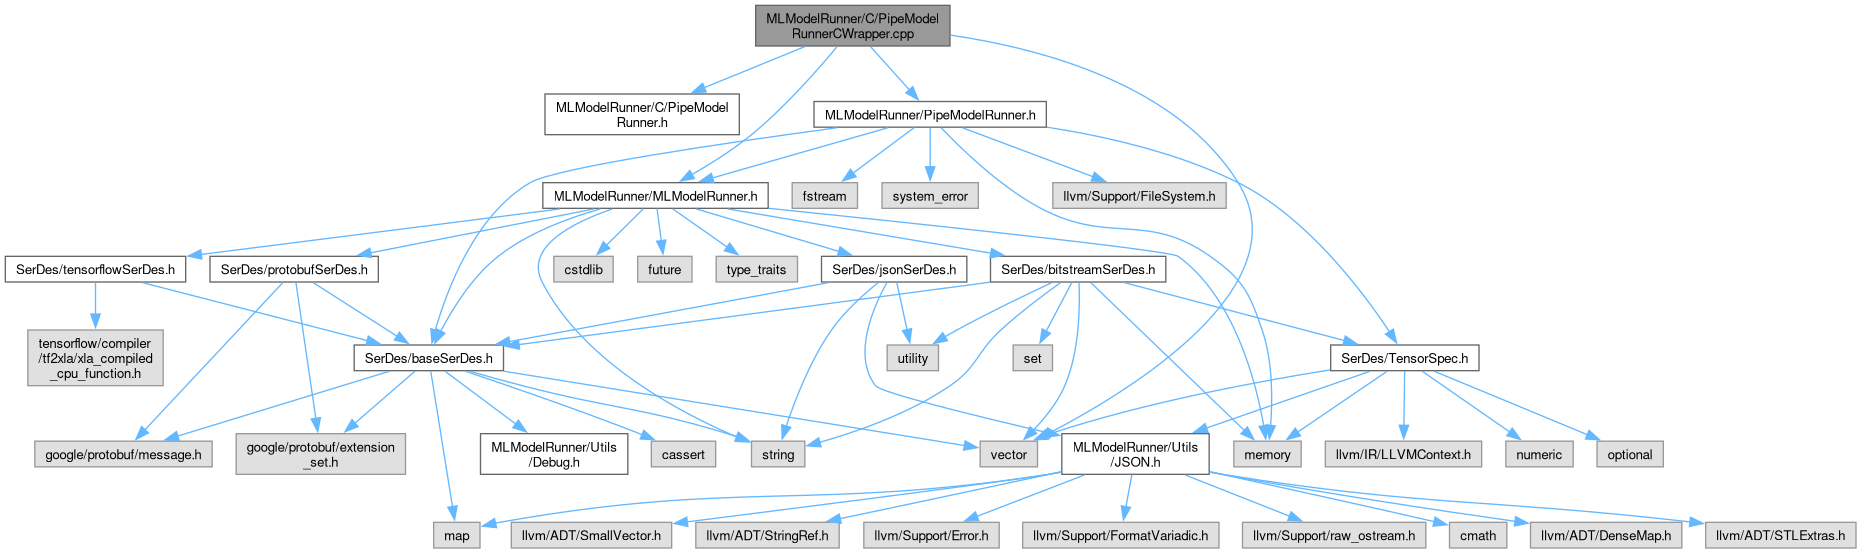 MLModelRunner/C/PipeModel
RunnerCWrapper.cpp
MLModelRunner/C/PipeModel
Runner.h
MLModelRunner/PipeModelRunner.h
MLModelRunner/MLModelRunner.h
fstream
system_error
llvm/Support/FileSystem.h
SerDes/tensorflowSerDes.h
SerDes/protobufSerDes.h
cstdlib
future
type_traits
SerDes/jsonSerDes.h
SerDes/bitstreamSerDes.h
tensorflow/compiler
/tf2xla/xla_compiled
_cpu_function.h
SerDes/baseSerDes.h
utility
set
SerDes/TensorSpec.h
google/protobuf/message.h
google/protobuf/extension
_set.h
MLModelRunner/Utils
/Debug.h
cassert
string
vector
MLModelRunner/Utils
/JSON.h
memory
llvm/IR/LLVMContext.h
numeric
optional
map
llvm/ADT/SmallVector.h
llvm/ADT/StringRef.h
llvm/Support/Error.h
llvm/Support/FormatVariadic.h
llvm/Support/raw_ostream.h
cmath
llvm/ADT/DenseMap.h
llvm/ADT/STLExtras.h